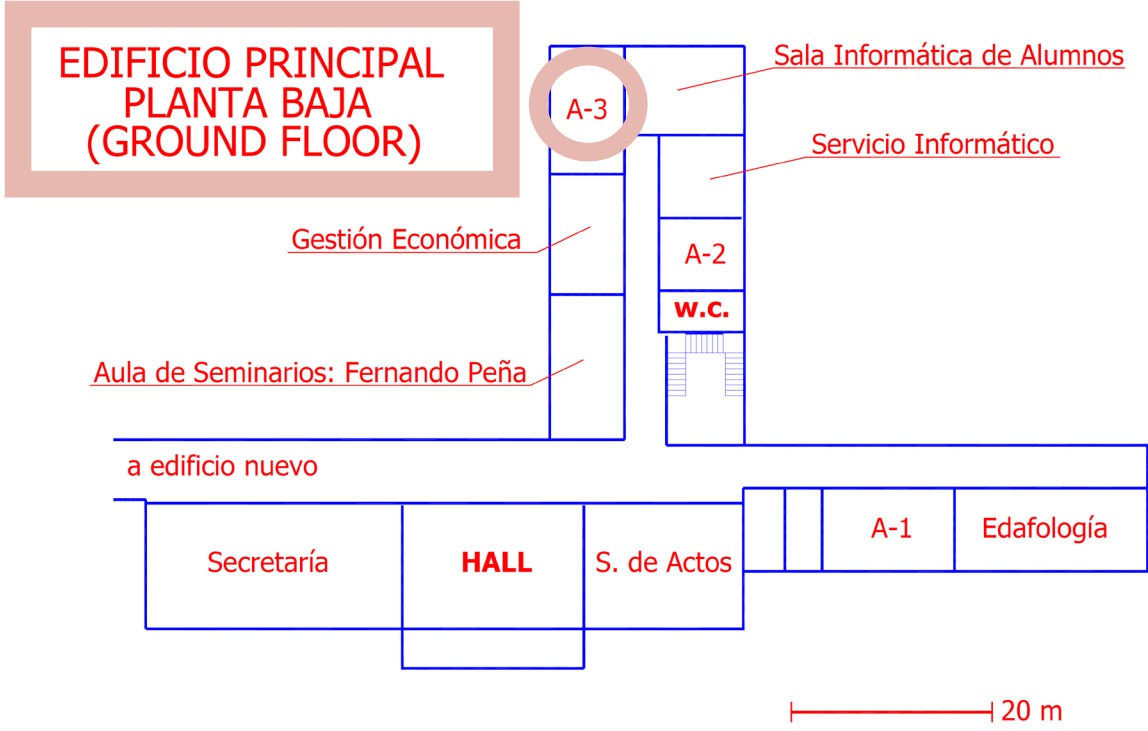 EDIFICIO PRINCIPAL
PLANTA BAJA
(GROUND FLOOR)
Sala Informática de Alumnos
A-3
Servicio Informático
Gestión Económica
A-2
w.c.
Aula de Seminarios: Fernando Peña
a edificio nuevo
A-1
Edafología
Secretaría
HALL
S. de Actos
20 m